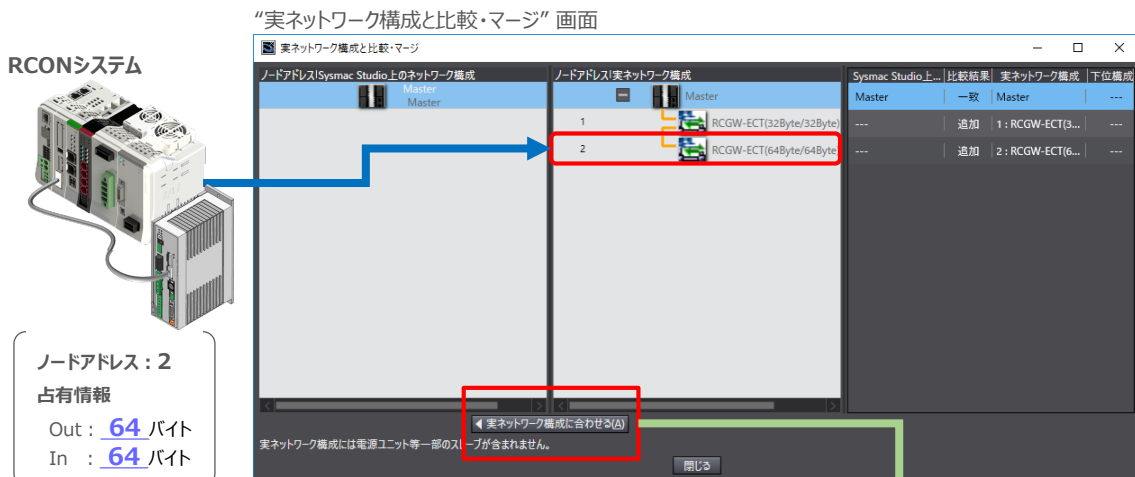 “実ネットワーク構成と比較・マージ” 画面
RCONシステム
実ネットワーク構成と比較・マージ
ノードアドレス|Sysmac Studio上のネットワーク構成
Master
Master
ノードアドレス|実ネットワーク構成
Master
1 RCGW-ECT(32Byte/32Byte)
2 RCGW-ECT(64Byte/64Byte
Sysmac Studio上... 比較結果 実ネットワーク構成 下位構成
Master 一致 Master ---
--- 追加 1 : RCGW-ECT(3... ---
--- 追加 2 : RCGW-ECT(6... ---
ノードアドレス : 2
占有情報
Out : 64 バイト
In : 64 バイト
実ネットワーク構成に合わせる(A)
実ネットワーク構成には電源ユニット等一部のスレーブが含まれません。
閉じる